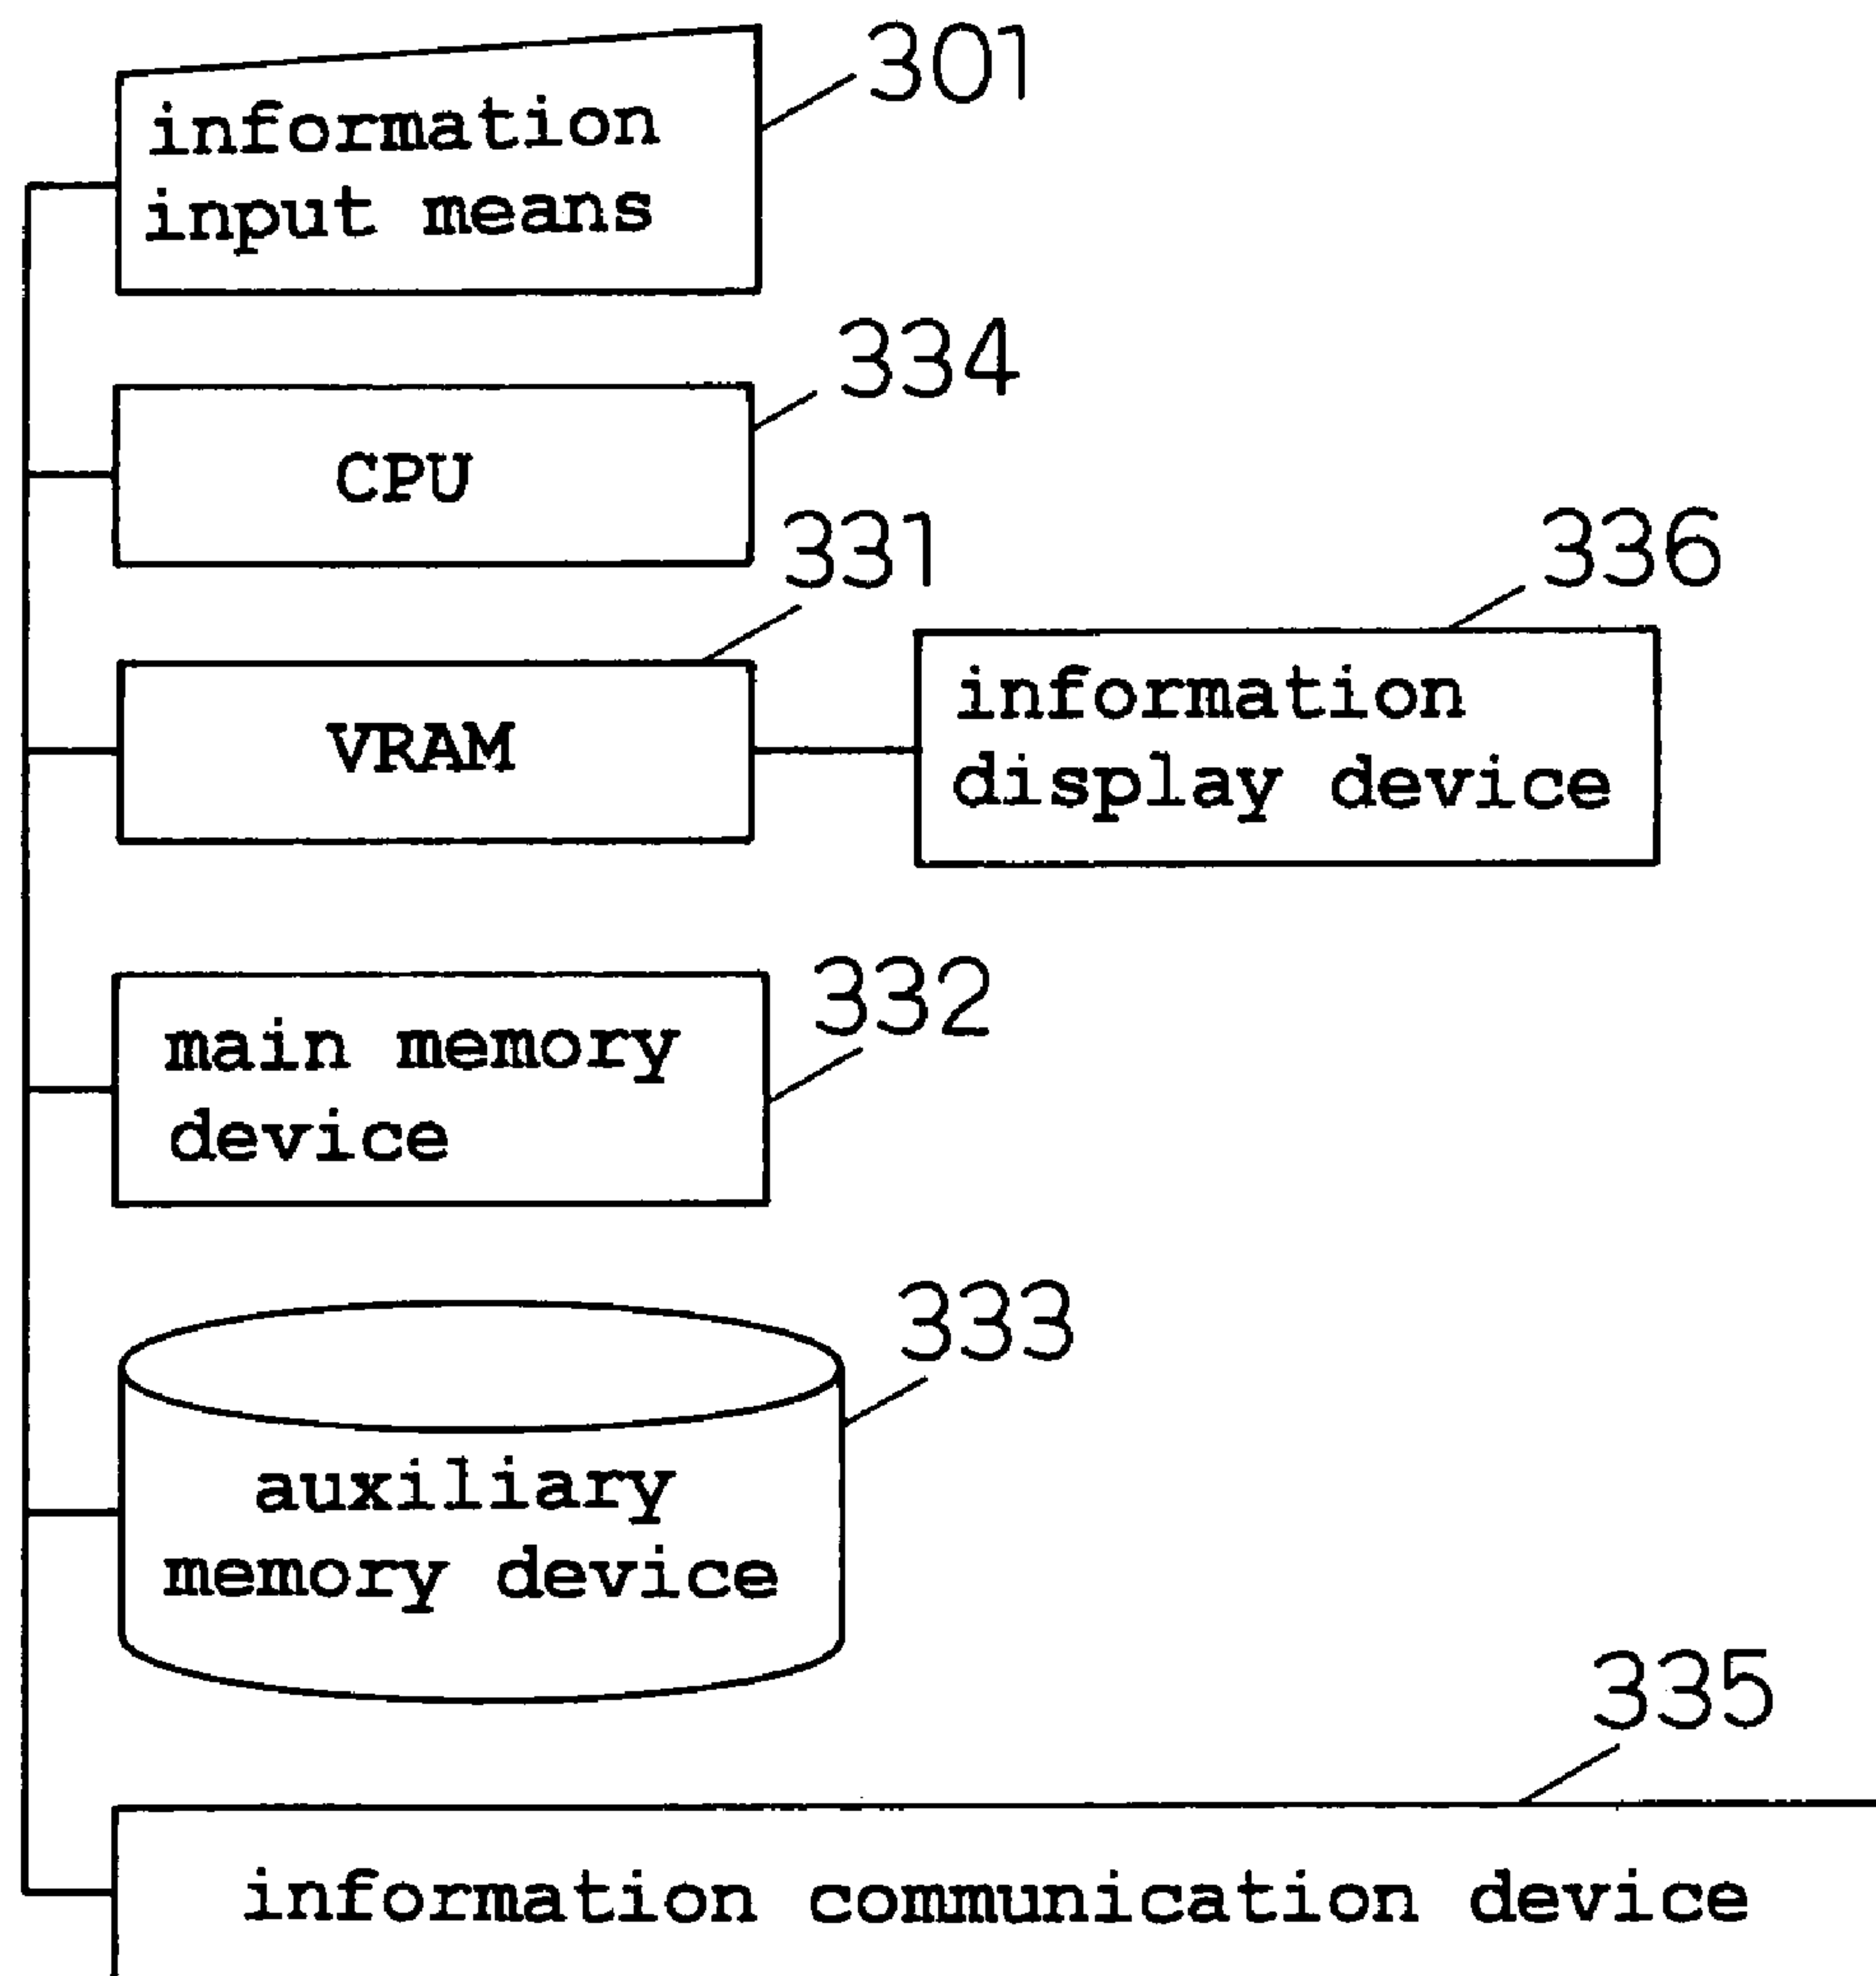 301
information
input means
334
CPU
331
336
VRAM
information
display device
332
main memory
device
333
auxiliary
memory device
335
information communication device